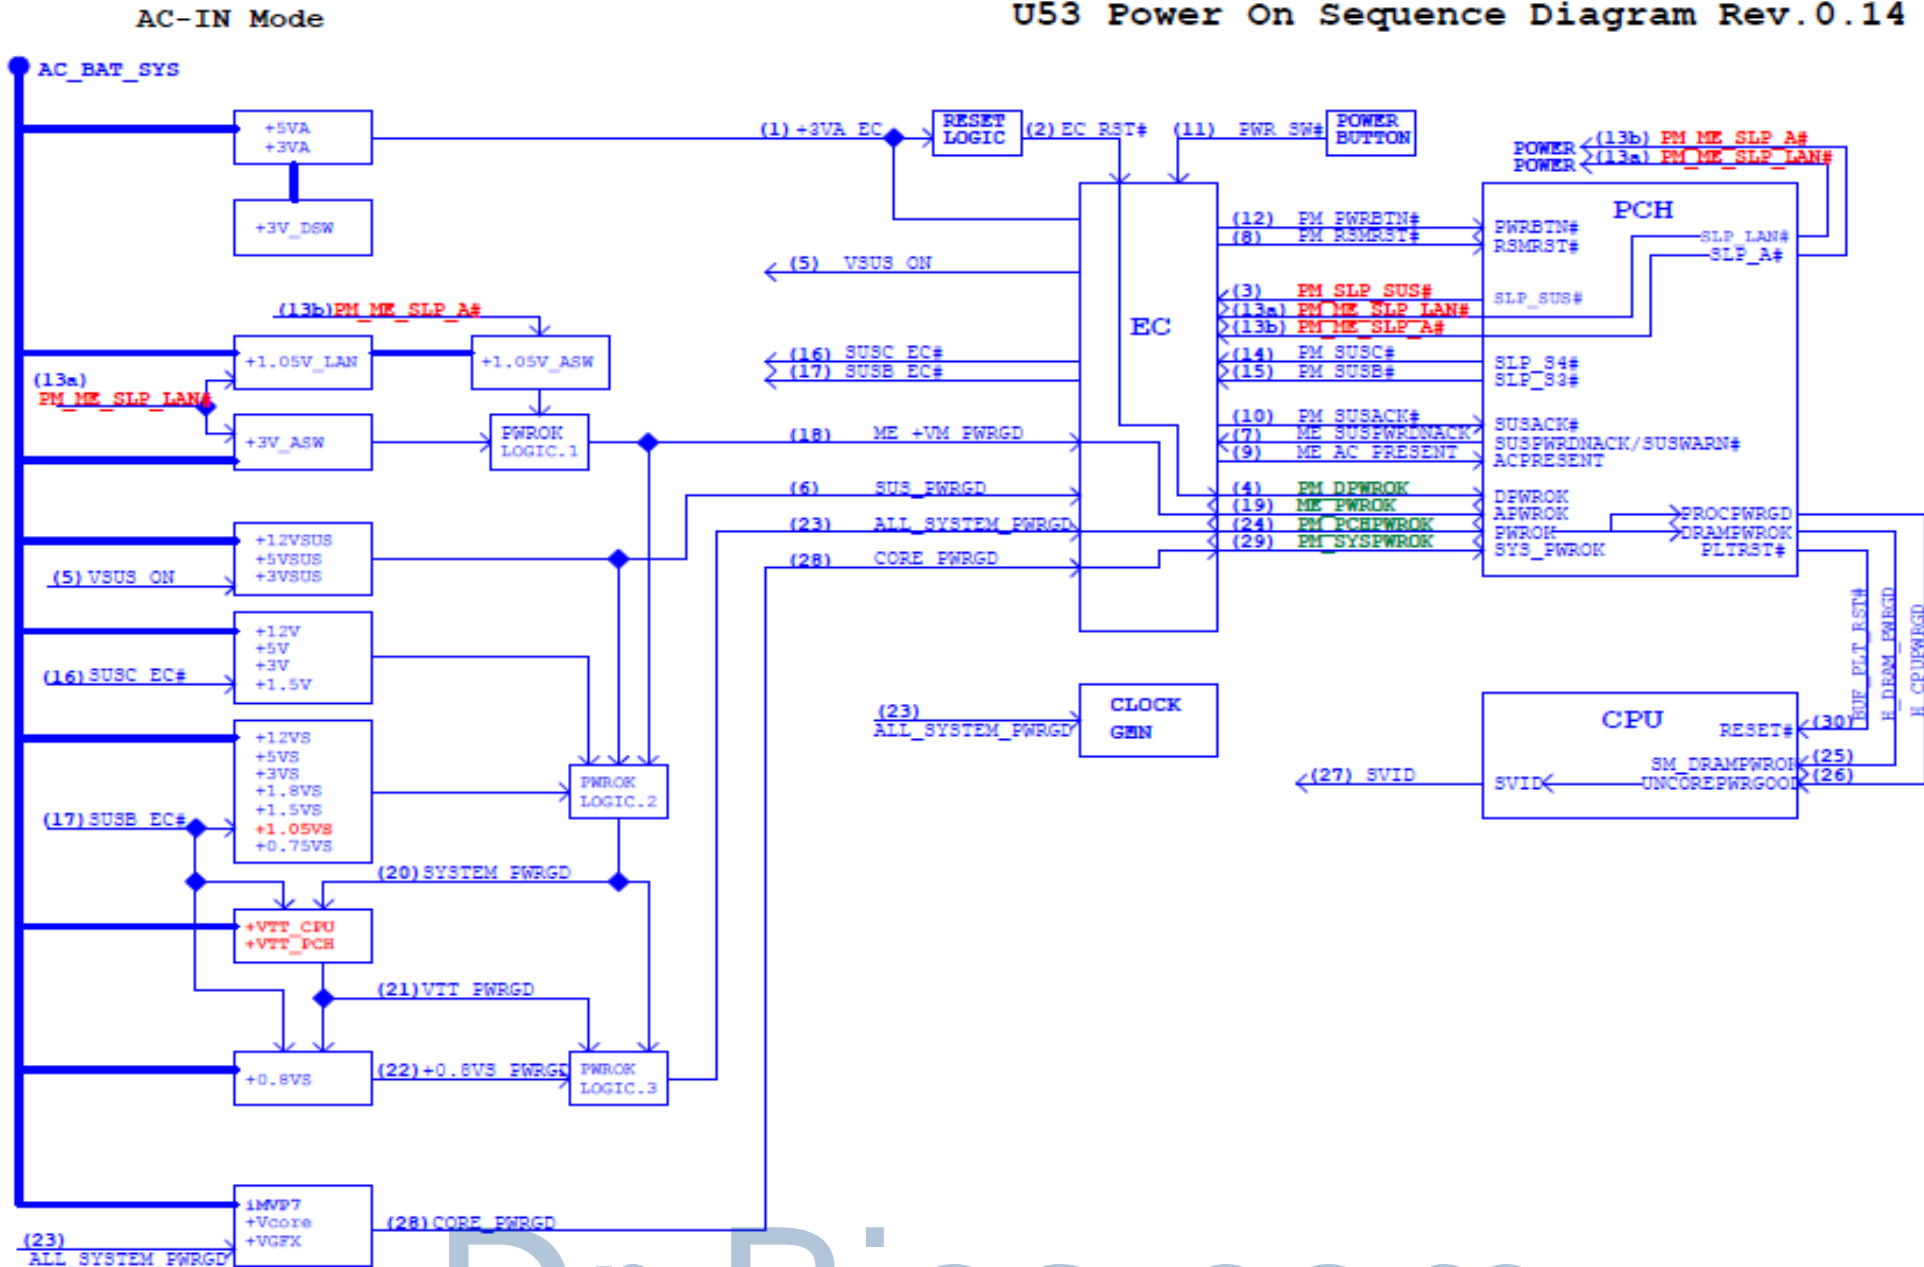 AC-IN Mode
U53 Power On Sequence Diagram Rev.0.14
AC_BAT_SYS
+5VA
+3VA
+3V_DSW
(1) +3VA_EC
RESET
LOGIC
(2) EC_RST#
(11) PWR_SW#
POWER
BUTTON
POWER (13b) PM_ME_SLP_A#
POWER (13a) PM_ME_SLP_LAN#
PCH
EC
(12) PM_PWRBTN# PWRBTN#
(8) PM_RSMRST# RSMRST#
SLP_LAN#
SLP_A#
(5) VSUS_ON
(3) PM_SLP_SUS# SLP_SUS#
(13a) PM_ME_SLP_LAN#
(13b) PM_ME_SLP_A#
(13b)PM_ME_SLP_A#
+1.05V_LAN
+1.05V_ASW
(16) SUSC_EC#
(17) SUSB_EC#
(14) PM_SUSC# SLP_S4#
(15) PM_SUSB# SLP_S3#
(13a)
PM_ME_SLP_LAN#
+3V_ASW
PWROK
LOGIC.1
(18) ME_+VM_PWRGD
(10) PM_SUSACK# SUSACK#
(7) ME_SUSPWRDNACK SUSPWRDNACK/SUSWARN#
(9) ME_AC_PRESENT ACPRESENT
(6) SUS_PWRGD
(4) PM_DPWROK DPWROK
(19) ME_PWROK APWROK
(23) ALL_SYSTEM_PWRGD
(24) PM_PCHPWROK PWROK
(29) PM_SYSPWROK SYS_PWROK
PROCPWRGD
DRAMPWROK
PLTRST#
(28) CORE_PWRGD
+12VSUS
+5VSUS
+3VSUS
(5) VSUS_ON
+12V
+5V
+3V
+1.5V
(16) SUSC_EC#
BUF_PLT_RST#
H_DRAM_PWRGD
H_CPUPWRGD
CLOCK
GEN
(23)
ALL_SYSTEM_PWRGD
CPU
RESET# (30)
SM_DRAMPWROK (25)
UNCOREPWRGOOD (26)
SVID
(27) SVID
+12VS
+5VS
+3VS
+1.8VS
+1.5VS
+1.05VS
+0.75VS
(17) SUSB_EC#
PWROK
LOGIC.2
(20) SYSTEM_PWRGD
+VTT_CPU
+VTT_PCH
(21) VTT_PWRGD
+0.8VS
(22) +0.8VS_PWRGD
PWROK
LOGIC.3
iMVP7
+Vcore
+VGFX
(28) CORE_PWRGD
(23)
ALL_SYSTEM_PWRGD